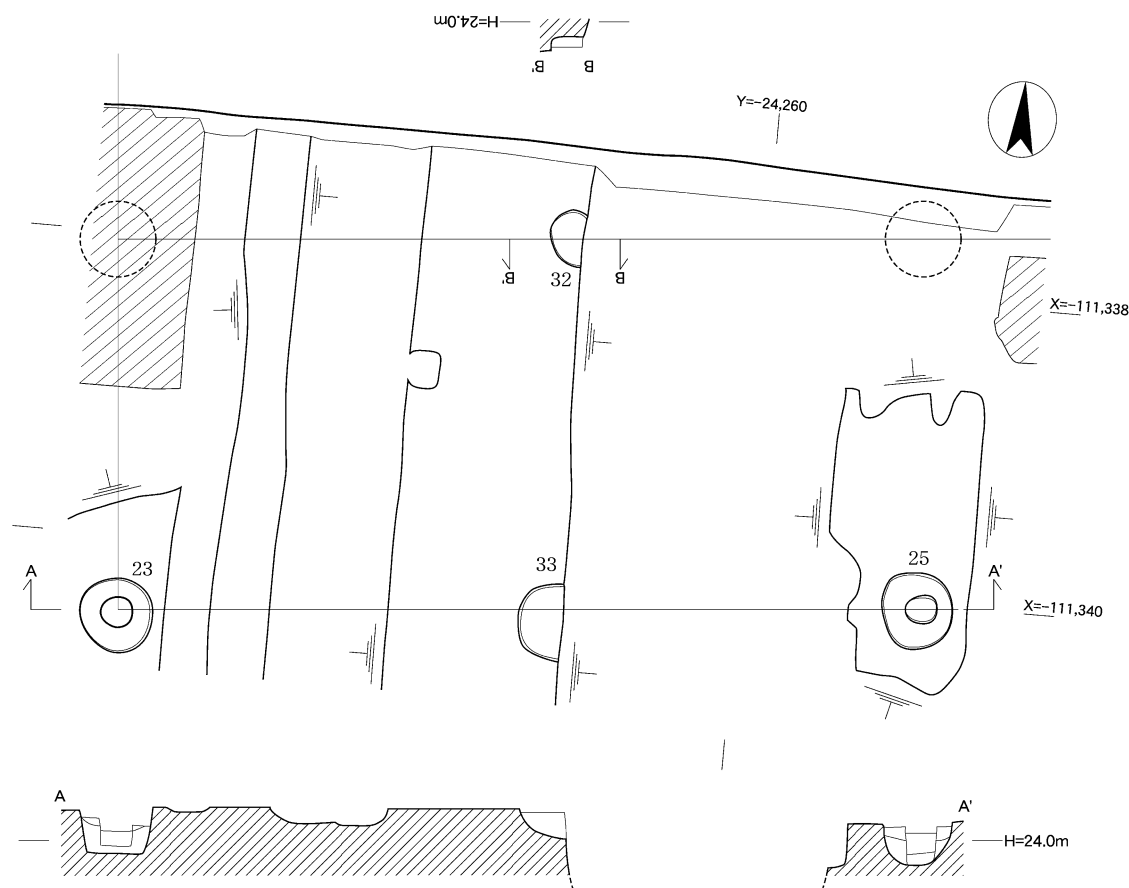 H=24.0m
B'
B
Y=-24,260
32
B'
B
X=-111,338
23
33
25
A
A'
X=-111,340
A
A'
H=24.0m